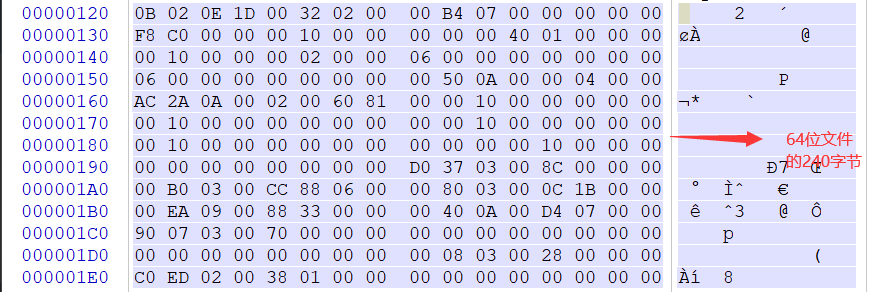 00000120 0B 02 0E 1D 00 32 02 00 00 B4 07 00 00 00 00 00 2 ´
00000130 F8 C0 00 00 00 10 00 00 00 00 00 40 01 00 00 00 øÀ @
00000140 00 10 00 00 00 02 00 00 06 00 00 00 00 00 00 00
00000150 06 00 00 00 00 00 00 00 00 50 0A 00 00 04 00 00 P
00000160 AC 2A 0A 00 02 00 60 81 00 00 10 00 00 00 00 00 ¬* `
00000170 00 10 00 00 00 00 00 00 00 00 10 00 00 00 00 00
00000180 00 10 00 00 00 00 00 00 00 00 00 00 10 00 00 00
64位文件
的240字节
00000190 00 00 00 00 00 00 00 00 D0 37 03 00 8C 00 00 00 Ð7 Œ
000001A0 00 B0 03 00 CC 88 06 00 00 80 03 00 0C 1B 00 00 ° Ìˆ €
000001B0 00 EA 09 00 88 33 00 00 00 40 0A 00 D4 07 00 00 ê ˆ3 @ Ô
000001C0 90 07 03 00 70 00 00 00 00 00 00 00 00 00 00 00 p
000001D0 00 00 00 00 00 00 00 00 00 08 03 00 28 00 00 00 (
000001E0 C0 ED 02 00 38 01 00 00 00 00 00 00 00 00 00 00 Àí 8